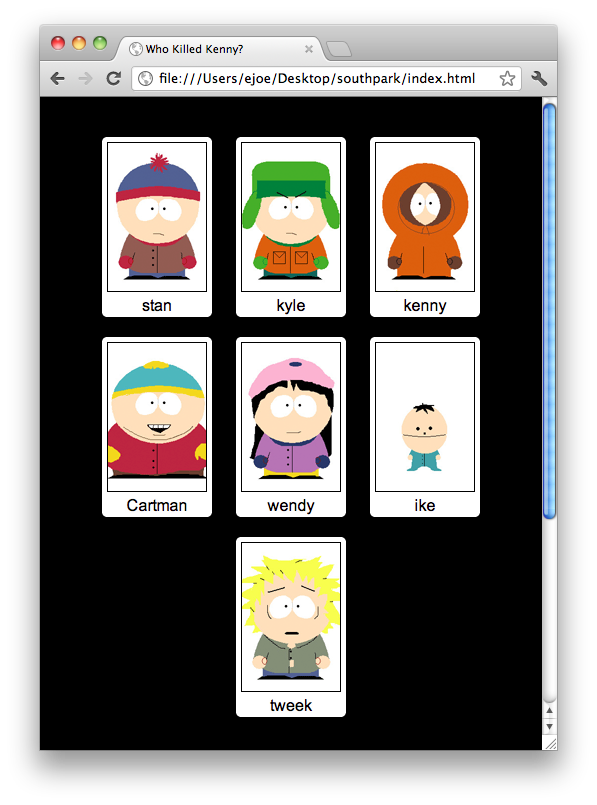 Who Killed Kenny?
file:///Users/ejoe/Desktop/southpark/index.html
stan
kyle
kenny
Cartman
wendy
ike
tweek